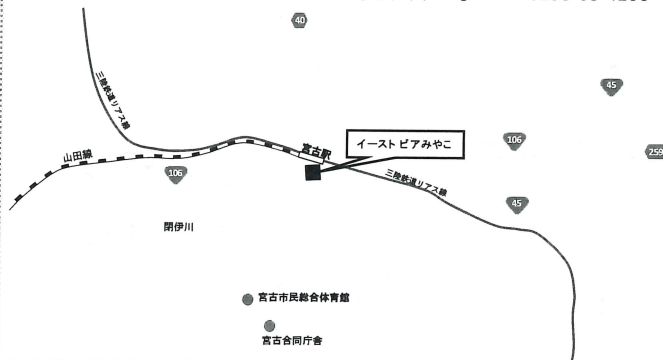 40
三陸鉄道リアス線
45
宮古駅
イーストピアみやこ
106
259
山田線
106
三陸鉄道リアス線
45
閉伊川
宮古市民総合体育館
宮古合同庁舎